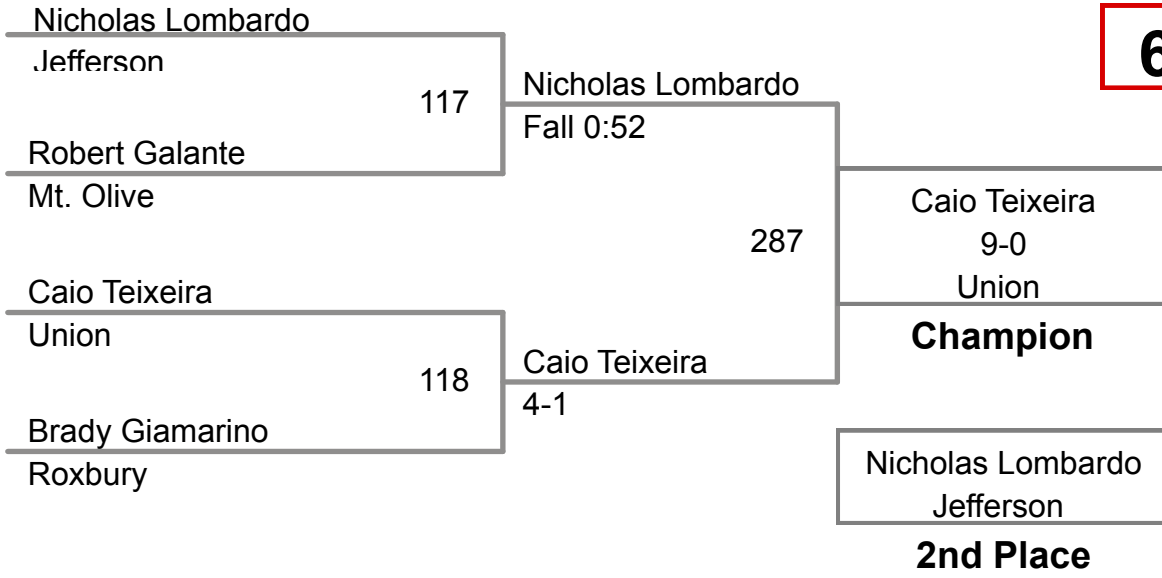 Nicholas Lombardo
Jefferson
117
Robert Galante
Mt. Olive
Caio Teixeira
Union
118
Brady Giamarino
Roxbury
Nicholas Lombardo
Fall 0:52
287
Caio Teixeira
4-1
Caio Teixeira
9-0
Union
Champion
Nicholas Lombardo
Jefferson
2nd Place